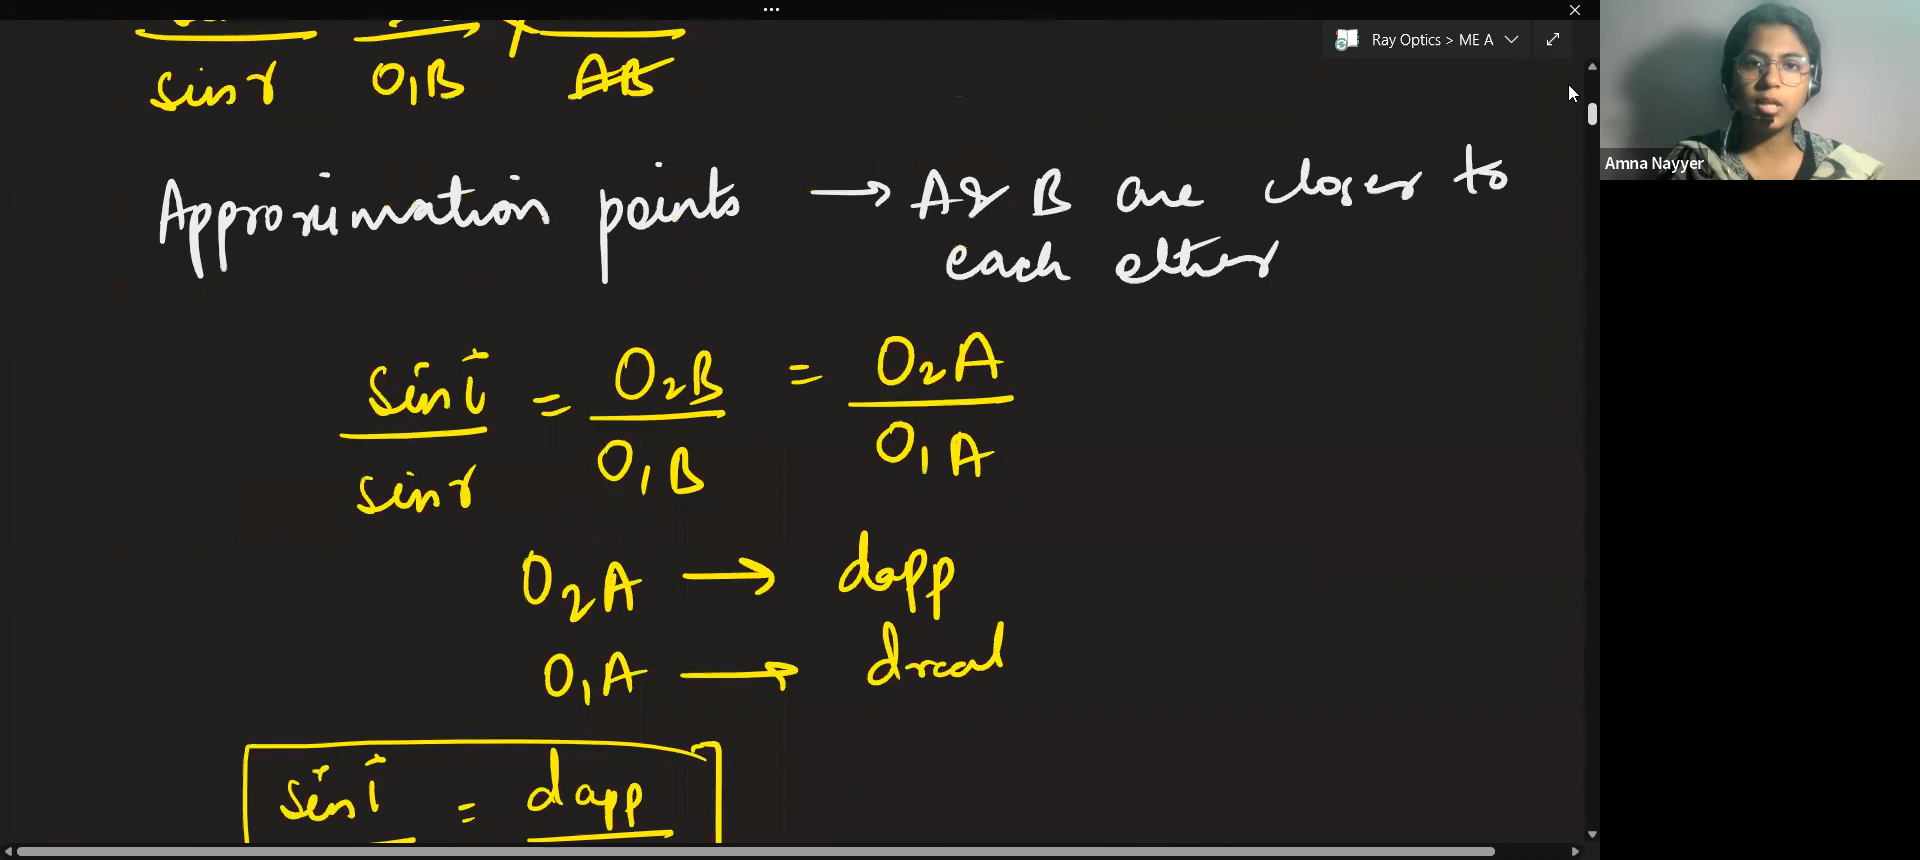 Ray Optics > ME A
Amna Nayyer
sin r O₁B AB
Approximation points → A & B are closer to
each other
sin i / sin r = O₂B / O₁B = O₂A / O₁A
O₂A → dapp
O₁A → dreal
sin i = dapp